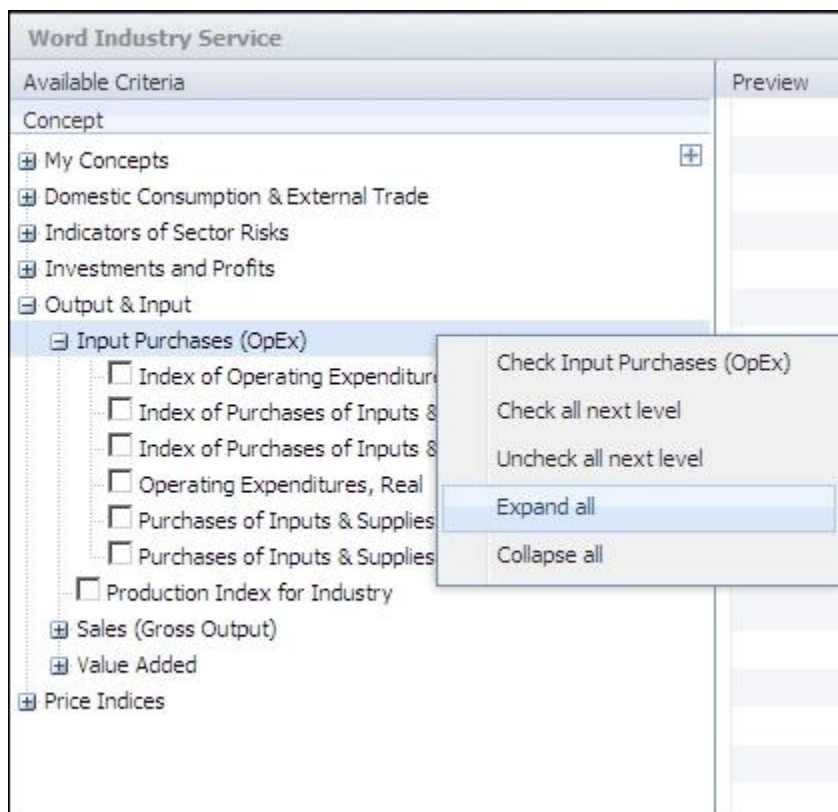 Word Industry Service
Available Criteria
Preview
Concept
My Concepts
Domestic Consumption & External Trade
Indicators of Sector Risks
Investments and Profits
Output & Input
Input Purchases (OpEx)
Index of Operating
Index of Purchases of Inputs &
Index of Purchases of Inputs &
Operating Expenditures, Real
Purchases of Inputs & Supplies
Purchases of Inputs & Supplies
Production Index for Industry
Sales (Gross Output)
Value Added
Price Indices
Check Input Purchases (OpEx)
Check all next level
Uncheck all next level
Expand all
Collapse all